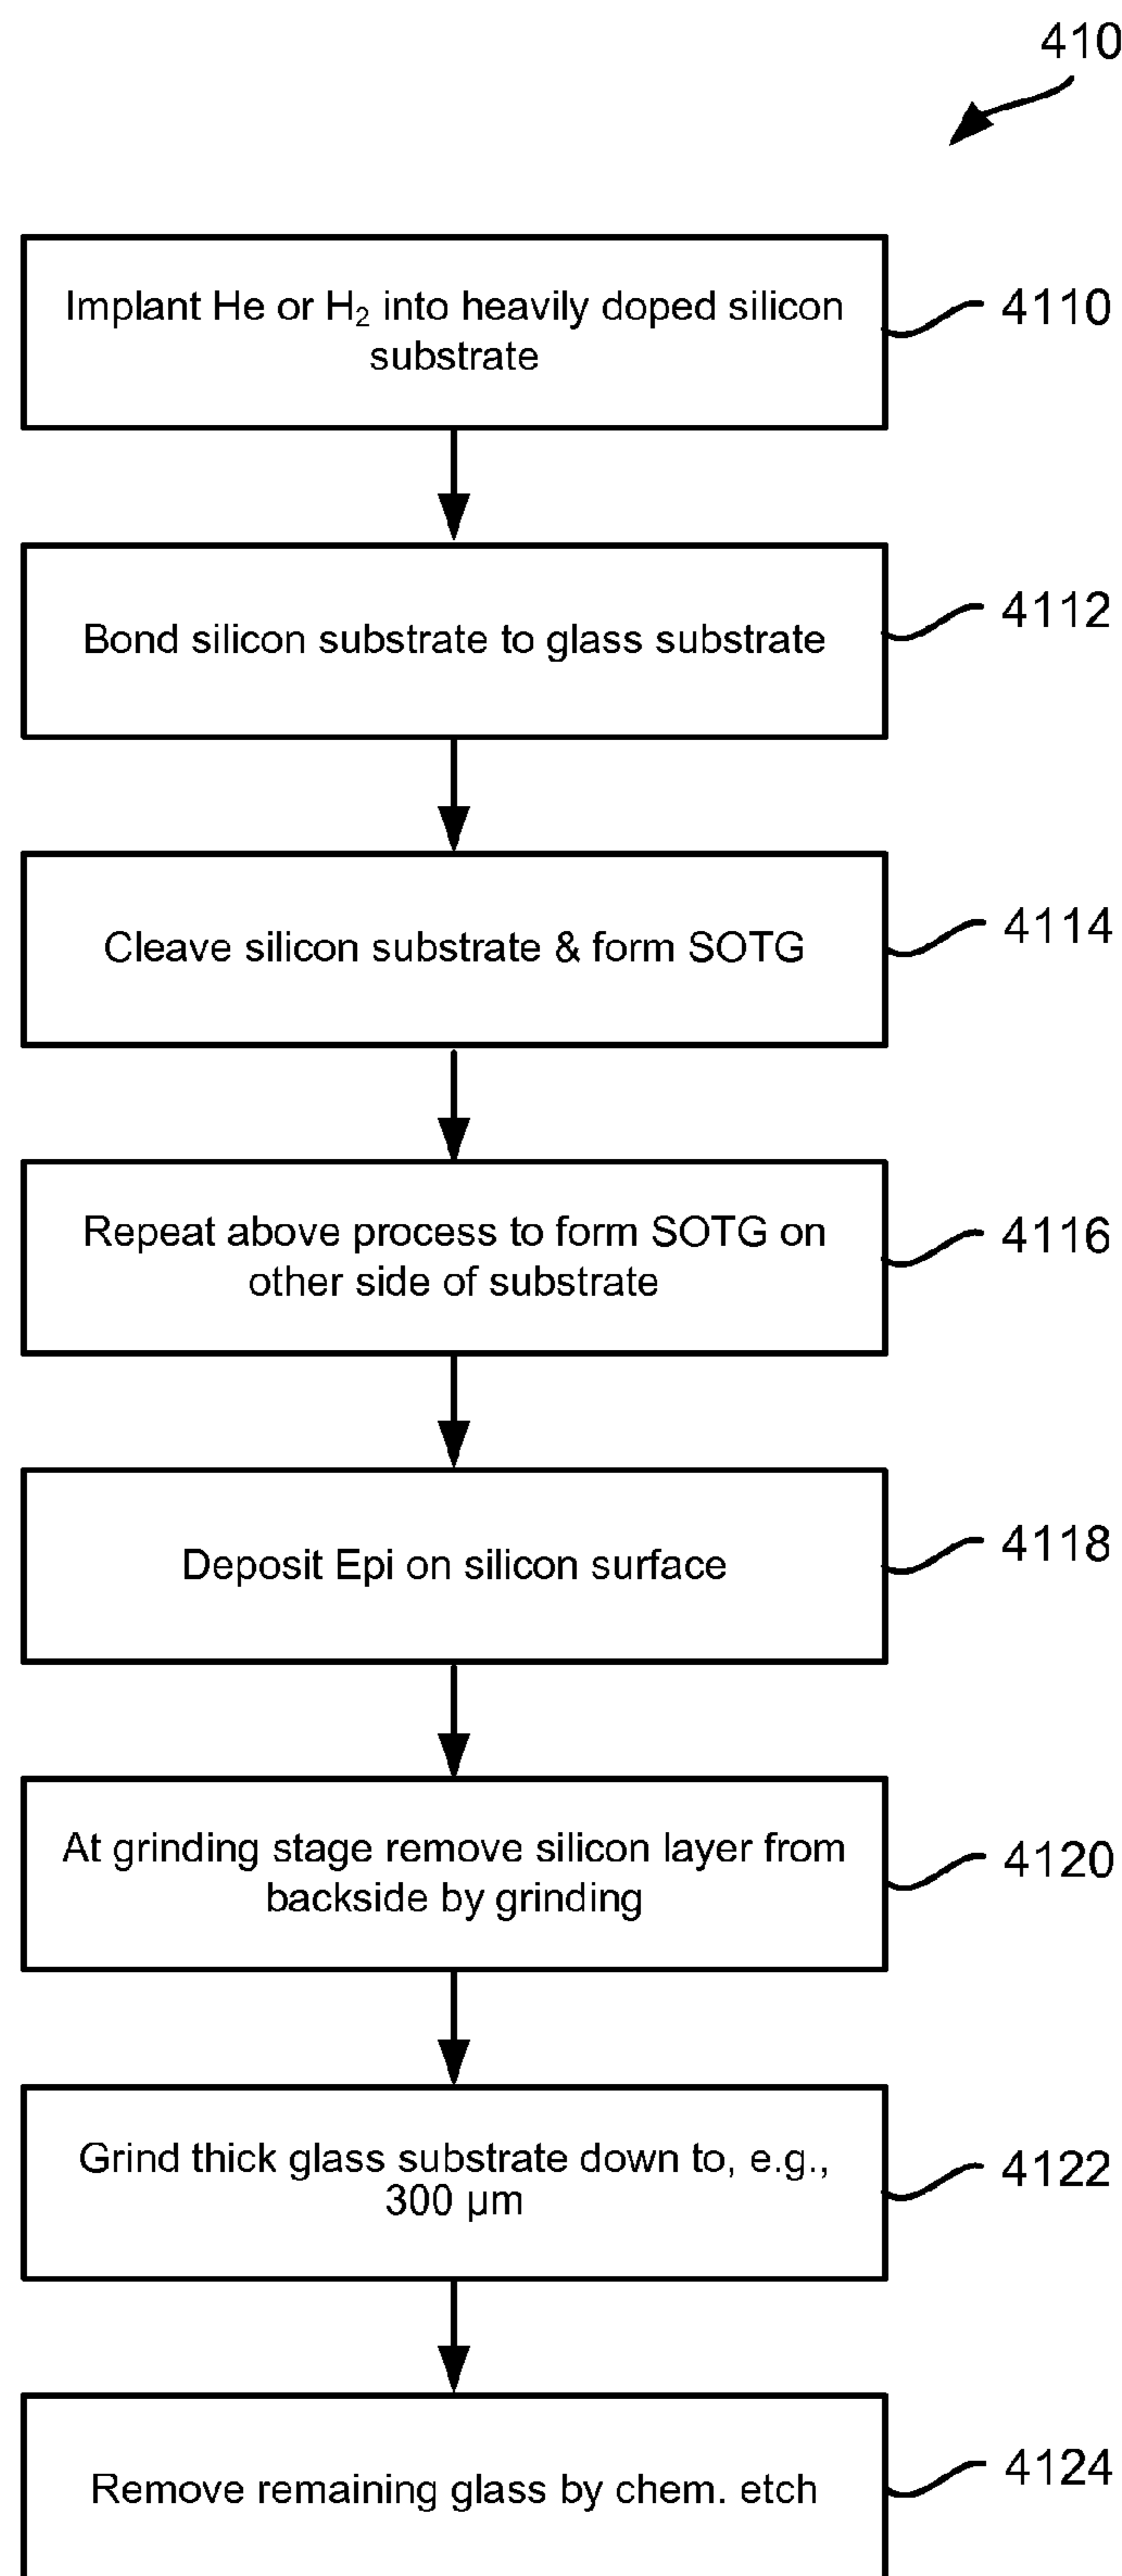 410
Implant He or H₂ into heavily doped silicon
substrate
4110
Bond silicon substrate to glass substrate
4112
Cleave silicon substrate & form SOTG
4114
Repeat above process to form SOTG on
other side of substrate
4116
Deposit Epi on silicon surface
4118
At grinding stage remove silicon layer from
backside by grinding
4120
Grind thick glass substrate down to, e.g.,
300 µm
4122
Remove remaining glass by chem. etch
4124